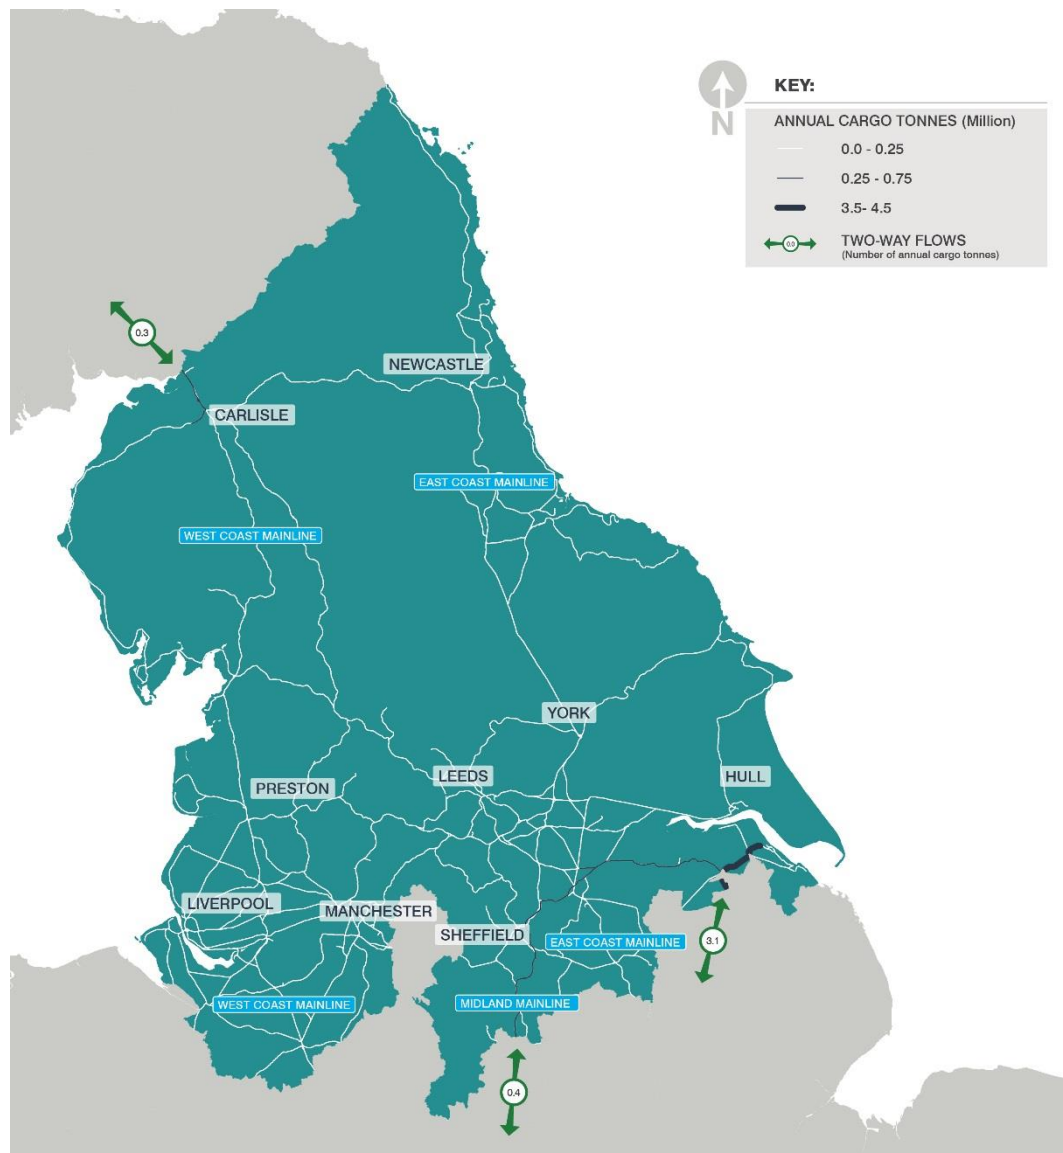 KEY:
N
ANNUAL CARGO TONNES (Million)
0.0 - 0.25
0.25 - 0.75
3.5- 4.5
0.0
TWO-WAY FLOWS
(Number of annual cargo tonnes)
0.3
NEWCASTLE
CARLISLE
EAST COAST MAINLINE
WEST COAST MAINLINE
YORK
LEEDS
HULL
PRESTON
LIVERPOOL
MANCHESTER
SHEFFIELD
EAST COAST MAINLINE
3.1
WEST COAST MAINLINE
MIDLAND MAINLINE
0.4